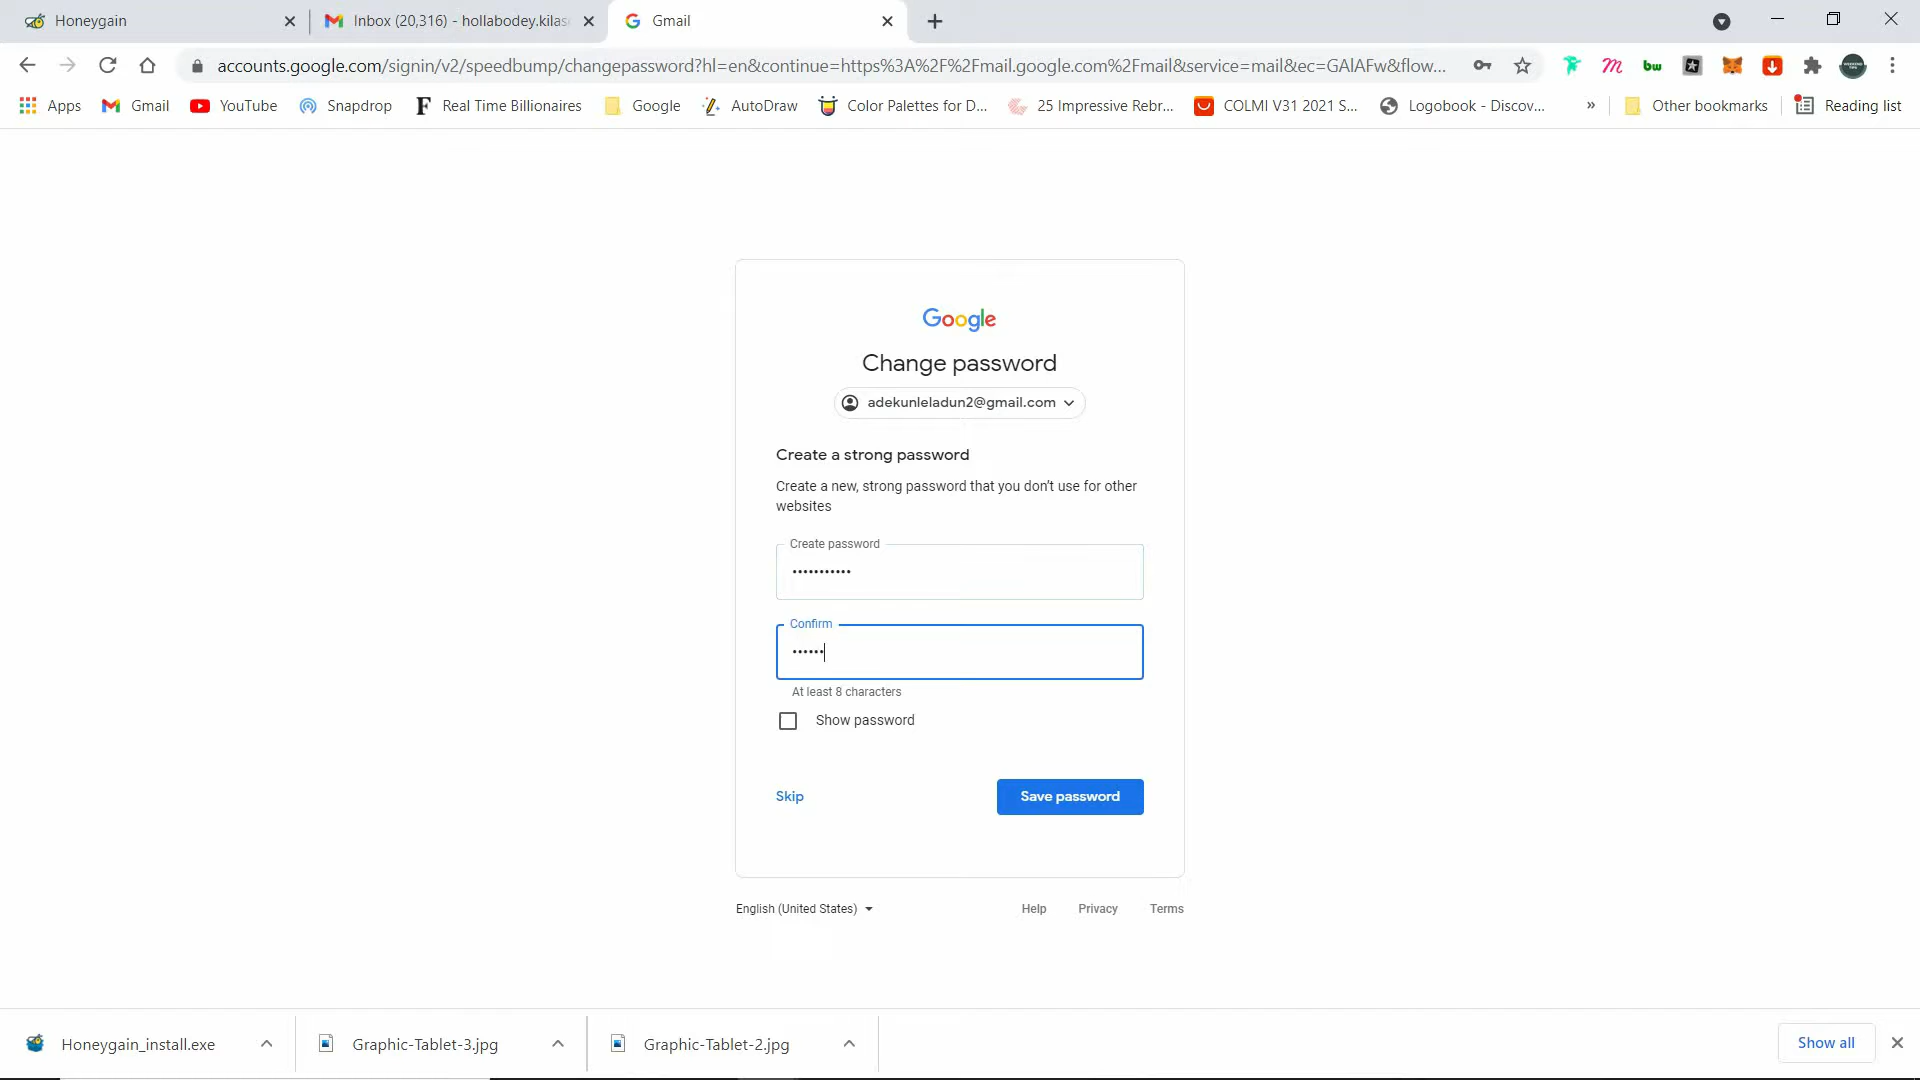 Honeygain
Inbox (20,316) - hollabodey.kilas
Gmail
accounts.google.com/signin/v2/speedbump/changepassword?hl=en&continue=https%3A%2F%2Fmail.google.com%2Fmail&service=mail&ec=GAlAFw&flow...
Apps
Gmail
YouTube
Snapdrop
Real Time Billionaires
Google
AutoDraw
Color Palettes for D...
25 Impressive Rebr...
COLMI V31 2021 S...
Logobook - Discov...
»
Other bookmarks
Reading list
Google
Change password
adekunleladun2@gmail.com
Create a strong password
Create a new, strong password that you don't use for other
websites
Create password
•••••••••••
Confirm
••••••
At least 8 characters
Show password
Skip
Save password
English (United States)
Help
Privacy
Terms
Honeygain_install.exe
Graphic-Tablet-3.jpg
Graphic-Tablet-2.jpg
Show all